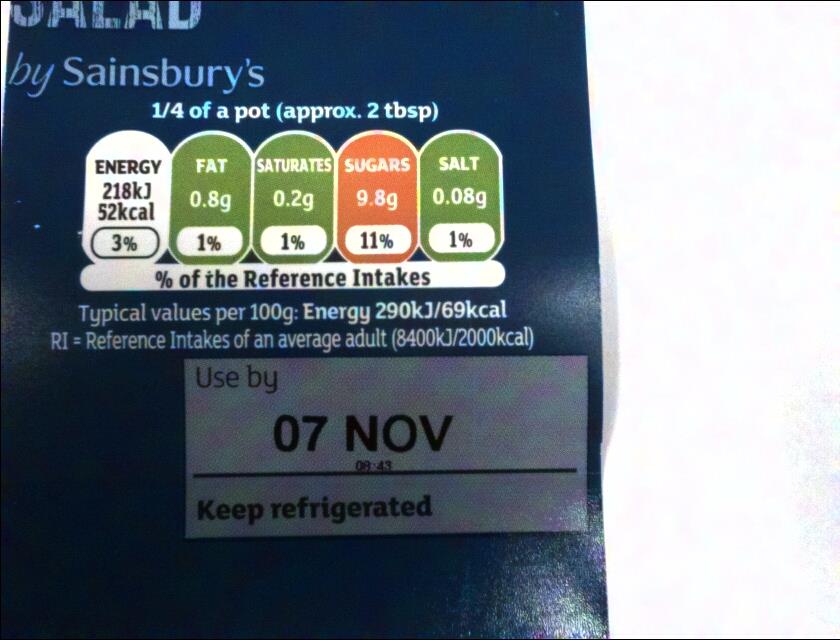 SALAD
by Sainsbury's
1/4 of a pot (approx. 2 tbsp)
ENERGY 218kJ 52kcal 3%
FAT 0.8g 1%
SATURATES 0.2g 1%
SUGARS 9.8g 11%
SALT 0.08g 1%
% of the Reference Intakes
Typical values per 100g: Energy 290kJ/69kcal
RI = Reference Intakes of an average adult (8400kJ/2000kcal)
Use by
07 NOV
08:43
Keep refrigerated